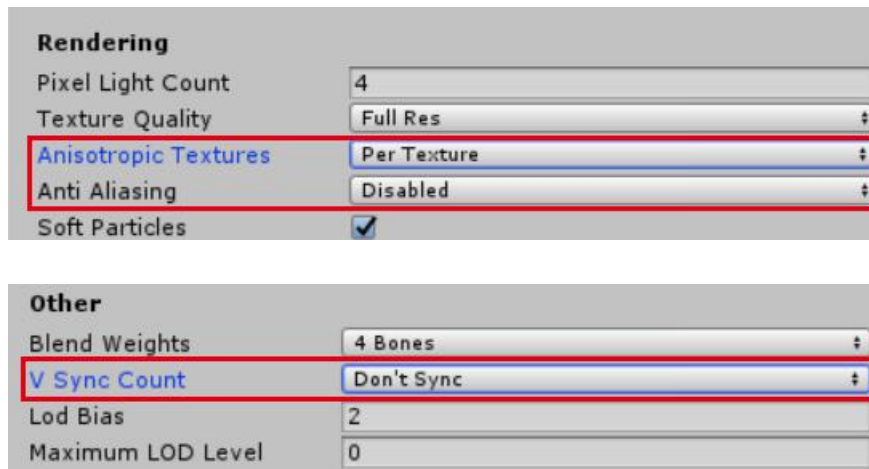 Rendering
Pixel Light Count 4
Texture Quality Full Res
Anisotropic Textures Per Texture
Anti Aliasing Disabled
Soft Particles
Other
Blend Weights 4 Bones
V Sync Count Don't Sync
Lod Bias 2
Maximum LOD Level 0